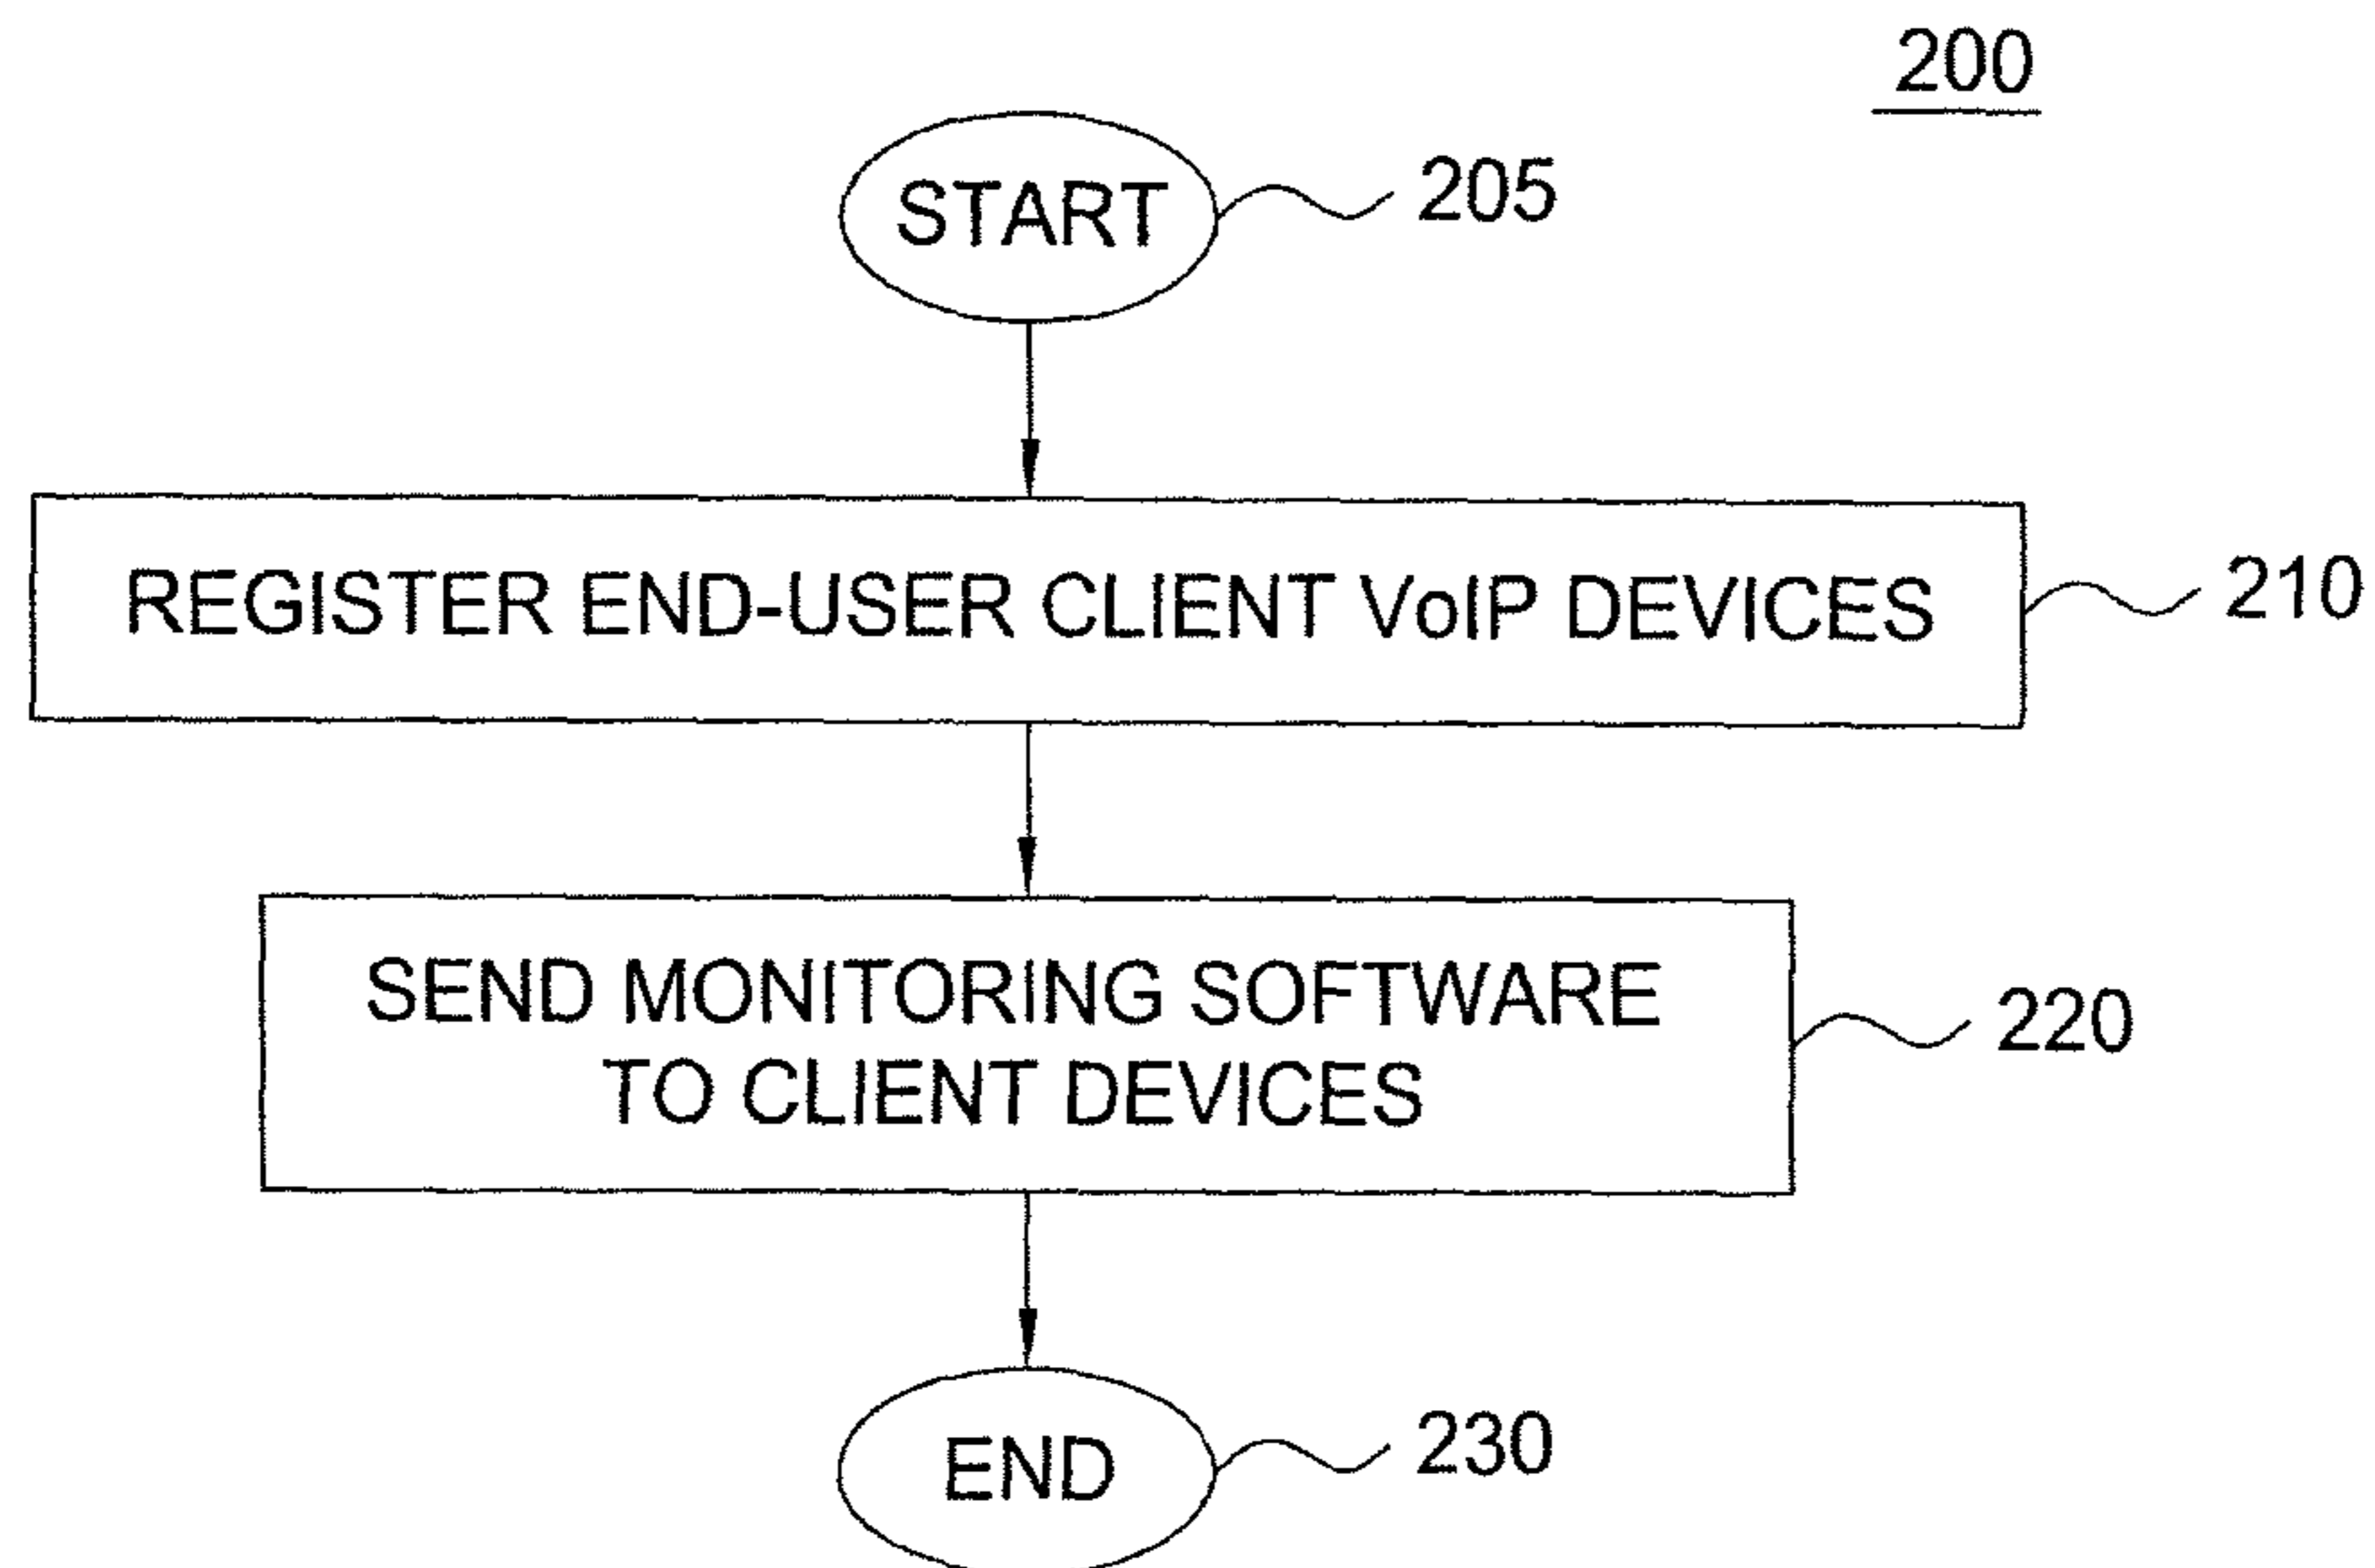 200
START
205
REGISTER END-USER CLIENT VoIP DEVICES
210
SEND MONITORING SOFTWARE
TO CLIENT DEVICES
220
END
230